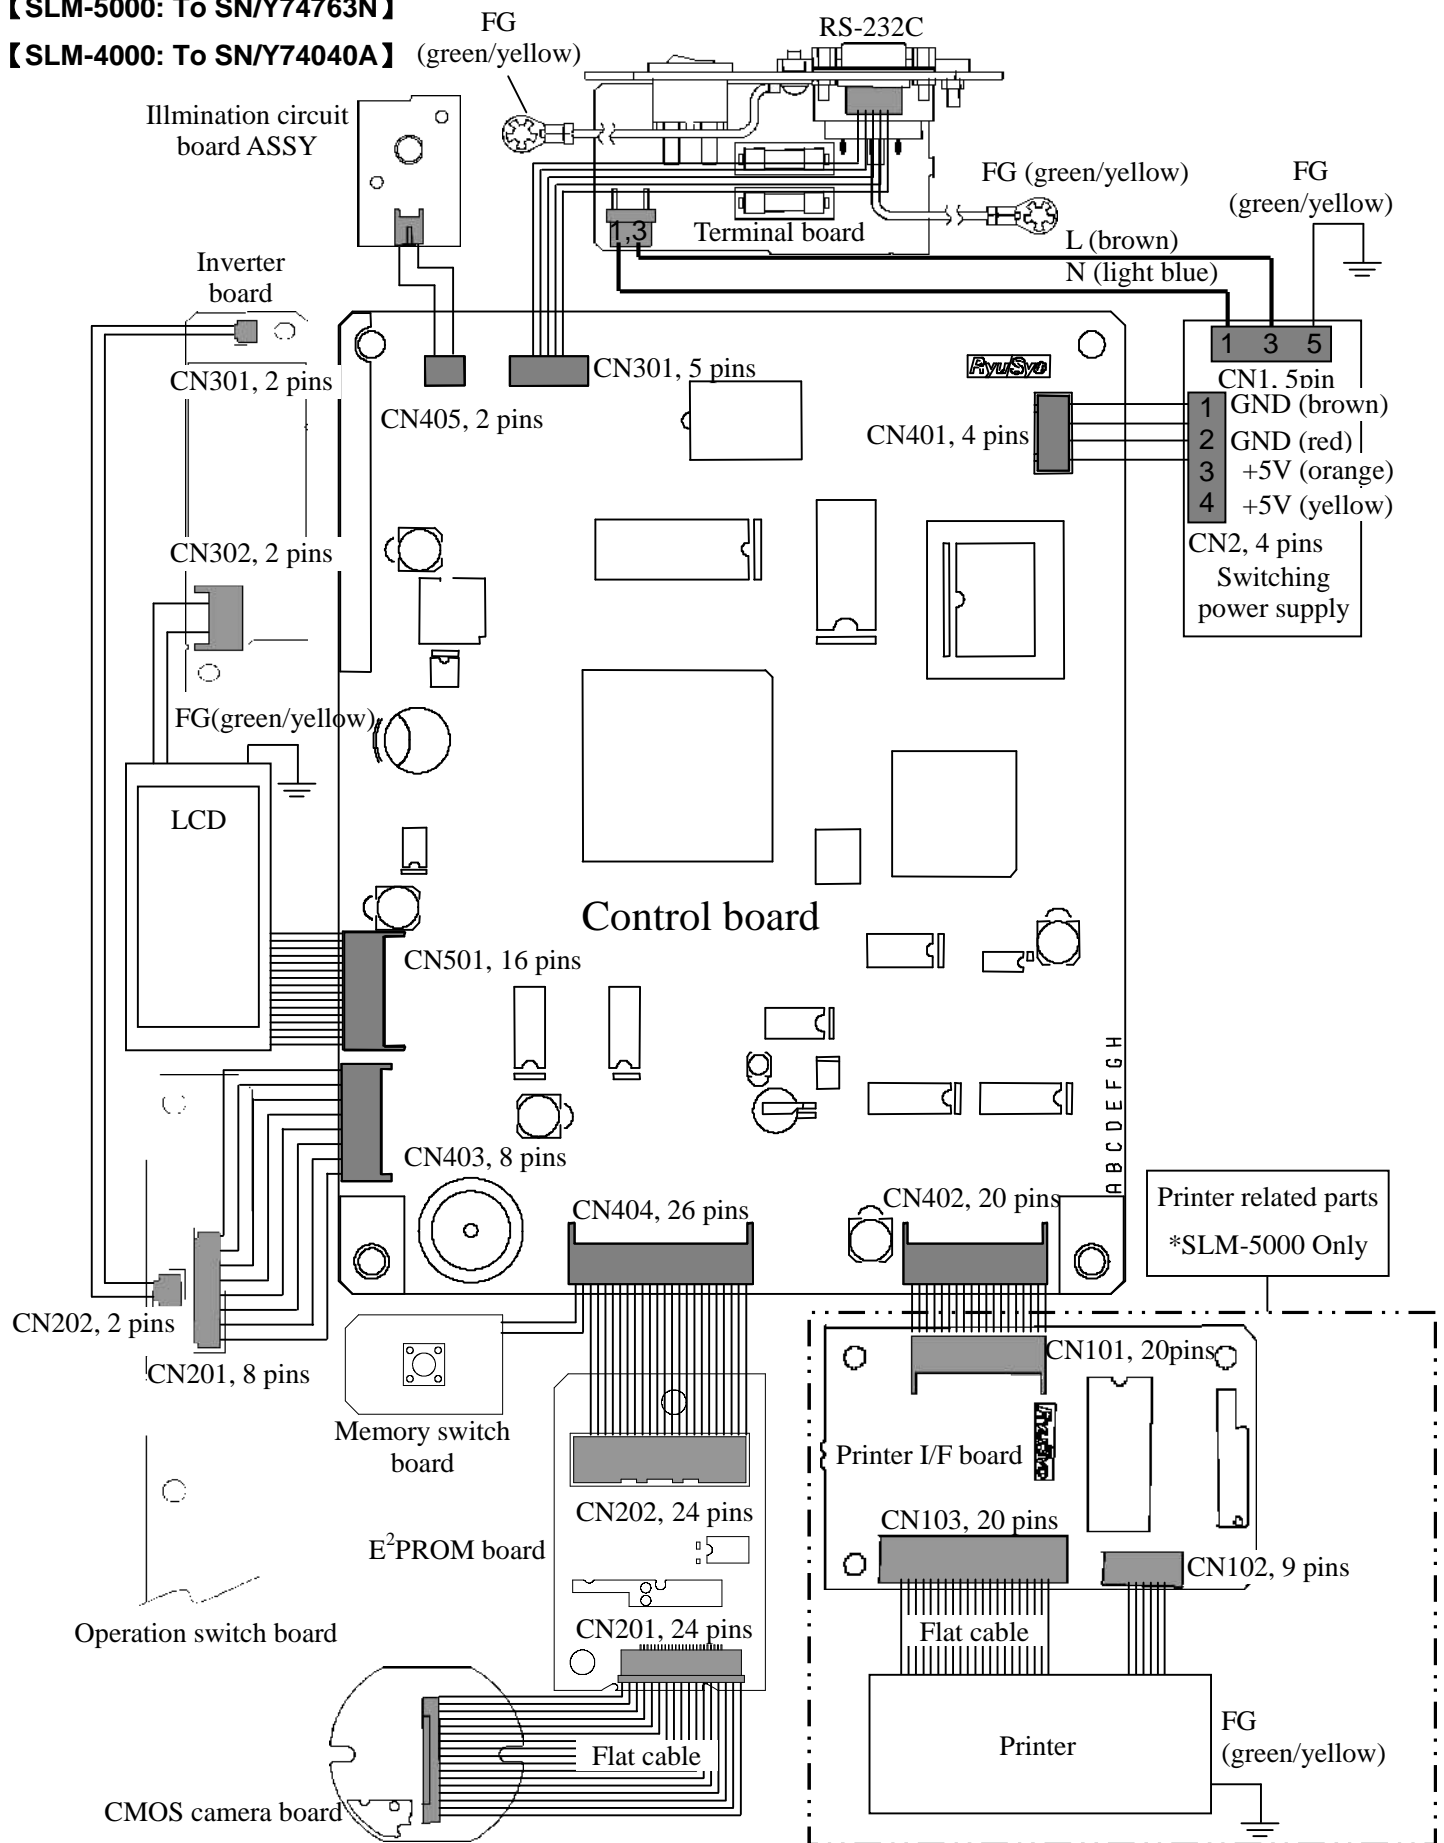 【SLM-5000: To SN/Y74763N】
【SLM-4000: To SN/Y74040A】
FG
(green/yellow)
RS-232C
Illmination circuit
board ASSY
FG (green/yellow)
FG
(green/yellow)
1,3
Terminal board
L (brown)
N (light blue)
Inverter
board
CN301, 2 pins
CN405, 2 pins
CN301, 5 pins
RyuSyo
1 3 5
CN1, 5pin
CN401, 4 pins
1 GND (brown)
2 GND (red)
3 +5V (orange)
4 +5V (yellow)
CN2, 4 pins
Switching
power supply
CN302, 2 pins
FG(green/yellow)
LCD
Control board
CN501, 16 pins
CN403, 8 pins
A B C D E F G H
CN404, 26 pins
CN402, 20 pins
Printer related parts
*SLM-5000 Only
CN202, 2 pins
CN201, 8 pins
Memory switch
board
CN101, 20pins
Printer I/F board
RyuSyo
CN202, 24 pins
CN103, 20 pins
E²PROM board
CN102, 9 pins
CN201, 24 pins
Operation switch board
Flat cable
Flat cable
Printer
FG
(green/yellow)
CMOS camera board